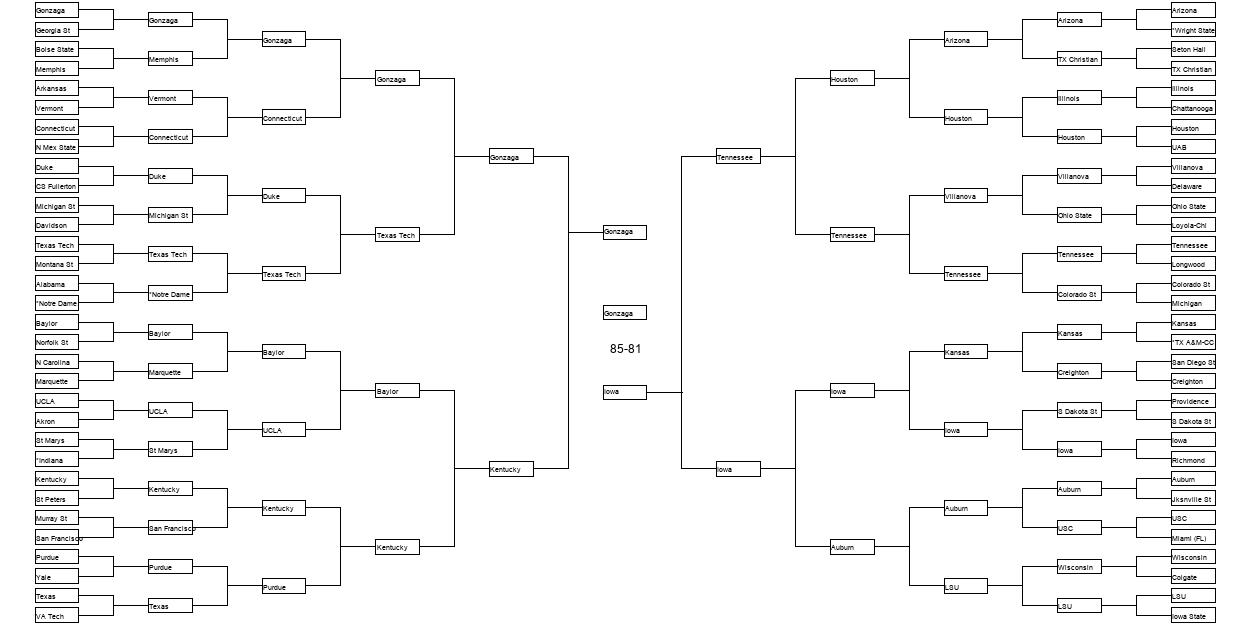 Gonzaga
Georgia St
Boise State
Memphis
Arkansas
Vermont
Connecticut
N Mex State
Duke
CS Fullerton
Michigan St
Davidson
Texas Tech
Montana St
Alabama
*Notre Dame
Baylor
Norfolk St
N Carolina
Marquette
UCLA
Akron
St Marys
*Indiana
Kentucky
St Peters
Murray St
San Francisco
Purdue
Yale
Texas
VA Tech
Gonzaga
Memphis
Vermont
Connecticut
Duke
Michigan St
Texas Tech
*Notre Dame
Baylor
Marquette
UCLA
St Marys
Kentucky
San Francisco
Purdue
Texas
Gonzaga
Connecticut
Duke
Texas Tech
Baylor
UCLA
Kentucky
Purdue
Gonzaga
Texas Tech
Baylor
Kentucky
Gonzaga
Kentucky
Gonzaga
Gonzaga
85-81
Iowa
Tennessee
Iowa
Houston
Tennessee
Iowa
Auburn
Arizona
Houston
Villanova
Tennessee
Kansas
Iowa
Auburn
LSU
Arizona
TX Christian
Illinois
Houston
Villanova
Ohio State
Tennessee
Colorado St
Kansas
Creighton
S Dakota St
Iowa
Auburn
USC
Wisconsin
LSU
Arizona
*Wright State
Seton Hall
TX Christian
Illinois
Chattanooga
Houston
UAB
Villanova
Delaware
Ohio State
Loyola-Chi
Tennessee
Longwood
Colorado St
Michigan
Kansas
*TX A&M-CC
San Diego St
Creighton
Providence
S Dakota St
Iowa
Richmond
Auburn
Jksnville St
USC
Miami (FL)
Wisconsin
Colgate
LSU
Iowa State